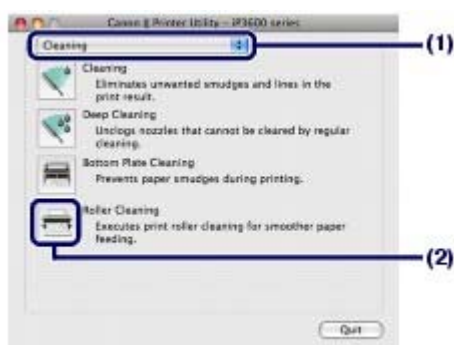 Canon IJ Printer Utility – iP3600 series
Cleaning
(1)
Cleaning
Eliminates unwanted smudges and lines in the
print result.
Deep Cleaning
Unclogs nozzles that cannot be cleared by regular
cleaning.
Bottom Plate Cleaning
Prevents paper smudges during printing.
Roller Cleaning
Executes print roller cleaning for smoother paper
feeding.
(2)
Quit